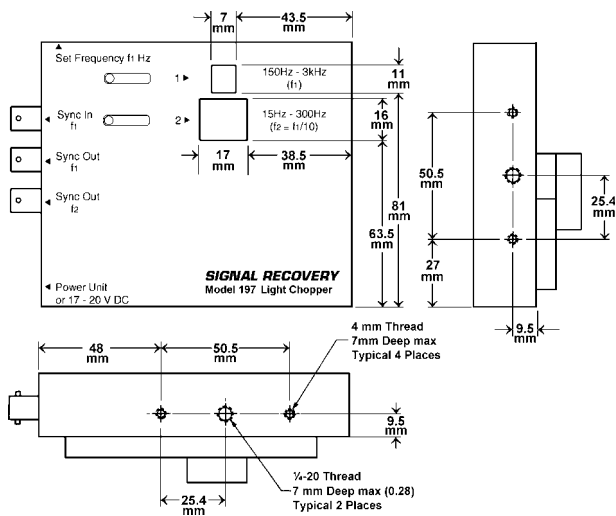 7
mm
43.5
mm
Set Frequency f1 Hz
1
150Hz - 3kHz
(f1)
11
mm
Sync In
f1
2
15Hz - 300Hz
(f2 = f1/10)
16
mm
Sync Out
f1
17
mm
38.5
mm
50.5
mm
25.4
mm
Sync Out
f2
81
mm
63.5
mm
27
mm
SIGNAL RECOVERY
Model 197 Light Chopper
Power Unit
or 17 - 20 V DC
9.5
mm
4 mm Thread
7mm Deep max
Typical 4 Places
48
mm
50.5
mm
9.5
mm
¼-20 Thread
7 mm Deep max (0.28)
Typical 2 Places
25.4
mm